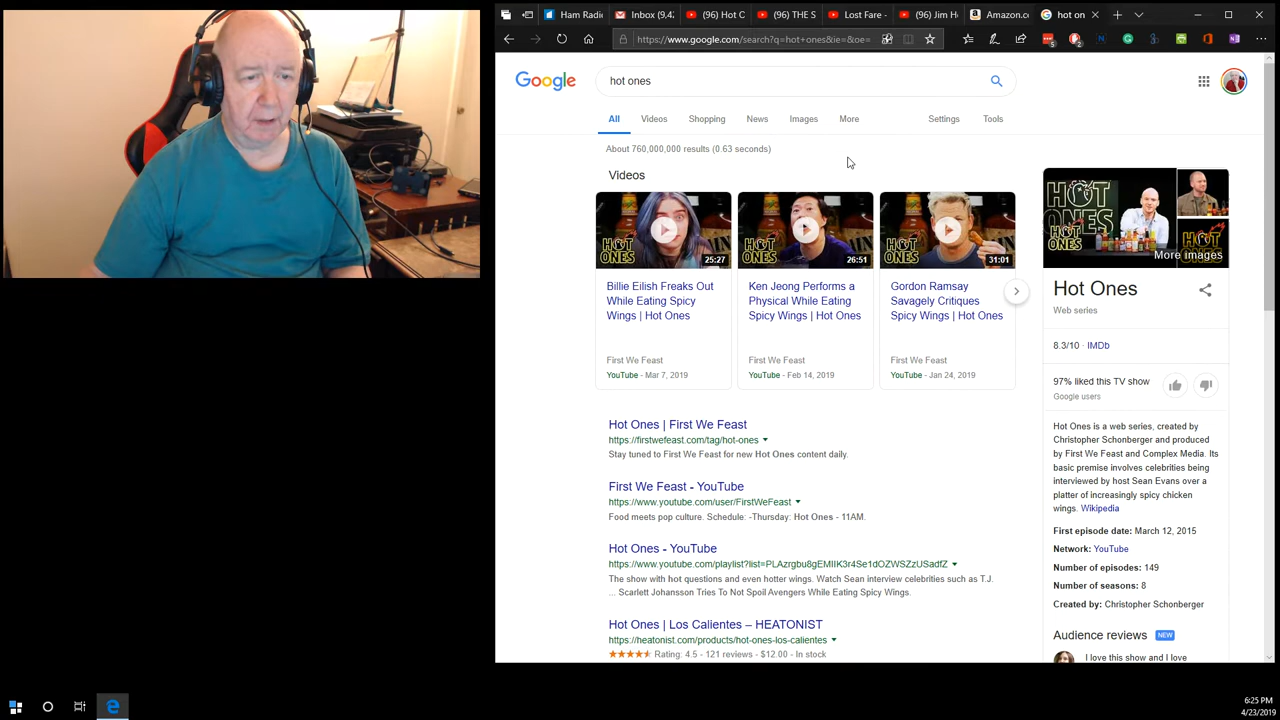 Ham Radi
Inbox (9,42
(96) Hot O
(96) THE S
Lost Fare -
(96) Jim H
Amazon.co
hot on
https://www.google.com/search?q=hot+ones&ie=&oe=
Google
hot ones
All
Videos
Shopping
News
Images
More
Settings
Tools
About 760,000,000 results (0.63 seconds)
Videos
HOT ONES
25:27
HOT ONES
26:51
HOT ONES
31:01
Billie Eilish Freaks Out
While Eating Spicy
Wings | Hot Ones
First We Feast
YouTube - Mar 7, 2019
Ken Jeong Performs a
Physical While Eating
Spicy Wings | Hot Ones
First We Feast
YouTube - Feb 14, 2019
Gordon Ramsay
Savagely Critiques
Spicy Wings | Hot Ones
First We Feast
YouTube - Jan 24, 2019
Hot Ones | First We Feast
https://firstwefeast.com/tag/hot-ones
Stay tuned to First We Feast for new Hot Ones content daily.
First We Feast - YouTube
https://www.youtube.com/user/FirstWeFeast
Food meets pop culture. Schedule: -Thursday: Hot Ones - 11AM.
Hot Ones - YouTube
https://www.youtube.com/playlist?list=PLAzrgbu8gEMIIK3r4Se1dOZWSZzUSadfZ
The show with hot questions and even hotter wings. Watch Sean interview celebrities such as T.J.
... Scarlett Johansson Tries To Not Spoil Avengers While Eating Spicy Wings.
Hot Ones | Los Calientes – HEATONIST
https://heatonist.com/products/hot-ones-los-calientes
Rating: 4.5 - 121 reviews - $12.00 - In stock
HOT ONES
HOT ONES
HOT ONES
More images
Hot Ones
Web series
8.3/10 · IMDb
97% liked this TV show
Google users
Hot Ones is a web series, created by
Christopher Schonberger and produced
by First We Feast and Complex Media. Its
basic premise involves celebrities being
interviewed by host Sean Evans over a
platter of increasingly spicy chicken
wings. Wikipedia
First episode date: March 12, 2015
Network: YouTube
Number of episodes: 149
Number of seasons: 8
Created by: Christopher Schonberger
Audience reviews NEW
I love this show and I love
6:25 PM
4/23/2019